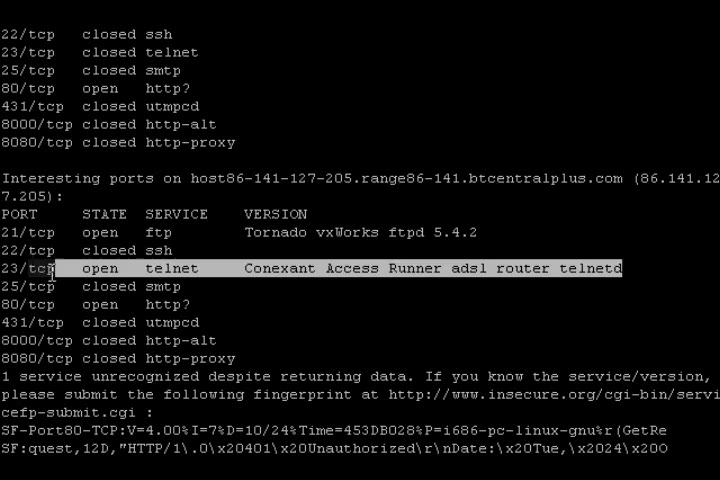 22/tcp   closed ssh
23/tcp   closed telnet
25/tcp   closed smtp
80/tcp   open   http?
431/tcp  closed utmpcd
8000/tcp closed http-alt
8080/tcp closed http-proxy
Interesting ports on host86-141-127-205.range86-141.btcentralplus.com (86.141.12
7.205):
PORT     STATE  SERVICE    VERSION
21/tcp   open   ftp        Tornado vxWorks ftpd 5.4.2
22/tcp   closed ssh
23/tcp   open   telnet     Conexant Access Runner adsl router telnetd
25/tcp   closed smtp
80/tcp   open   http?
431/tcp  closed utmpcd
8000/tcp closed http-alt
8080/tcp closed http-proxy
1 service unrecognized despite returning data. If you know the service/version,
please submit the following fingerprint at http://www.insecure.org/cgi-bin/servi
cefp-submit.cgi :
SF-Port80-TCP:V=4.00%I=7%D=10/24%Time=453DB028%P=i686-pc-linux-gnu%r(GetRe
SF:quest,12D,"HTTP/1\.0\x20401\x20Unauthorized\r\nDate:\x20Tue,\x2024\x20O